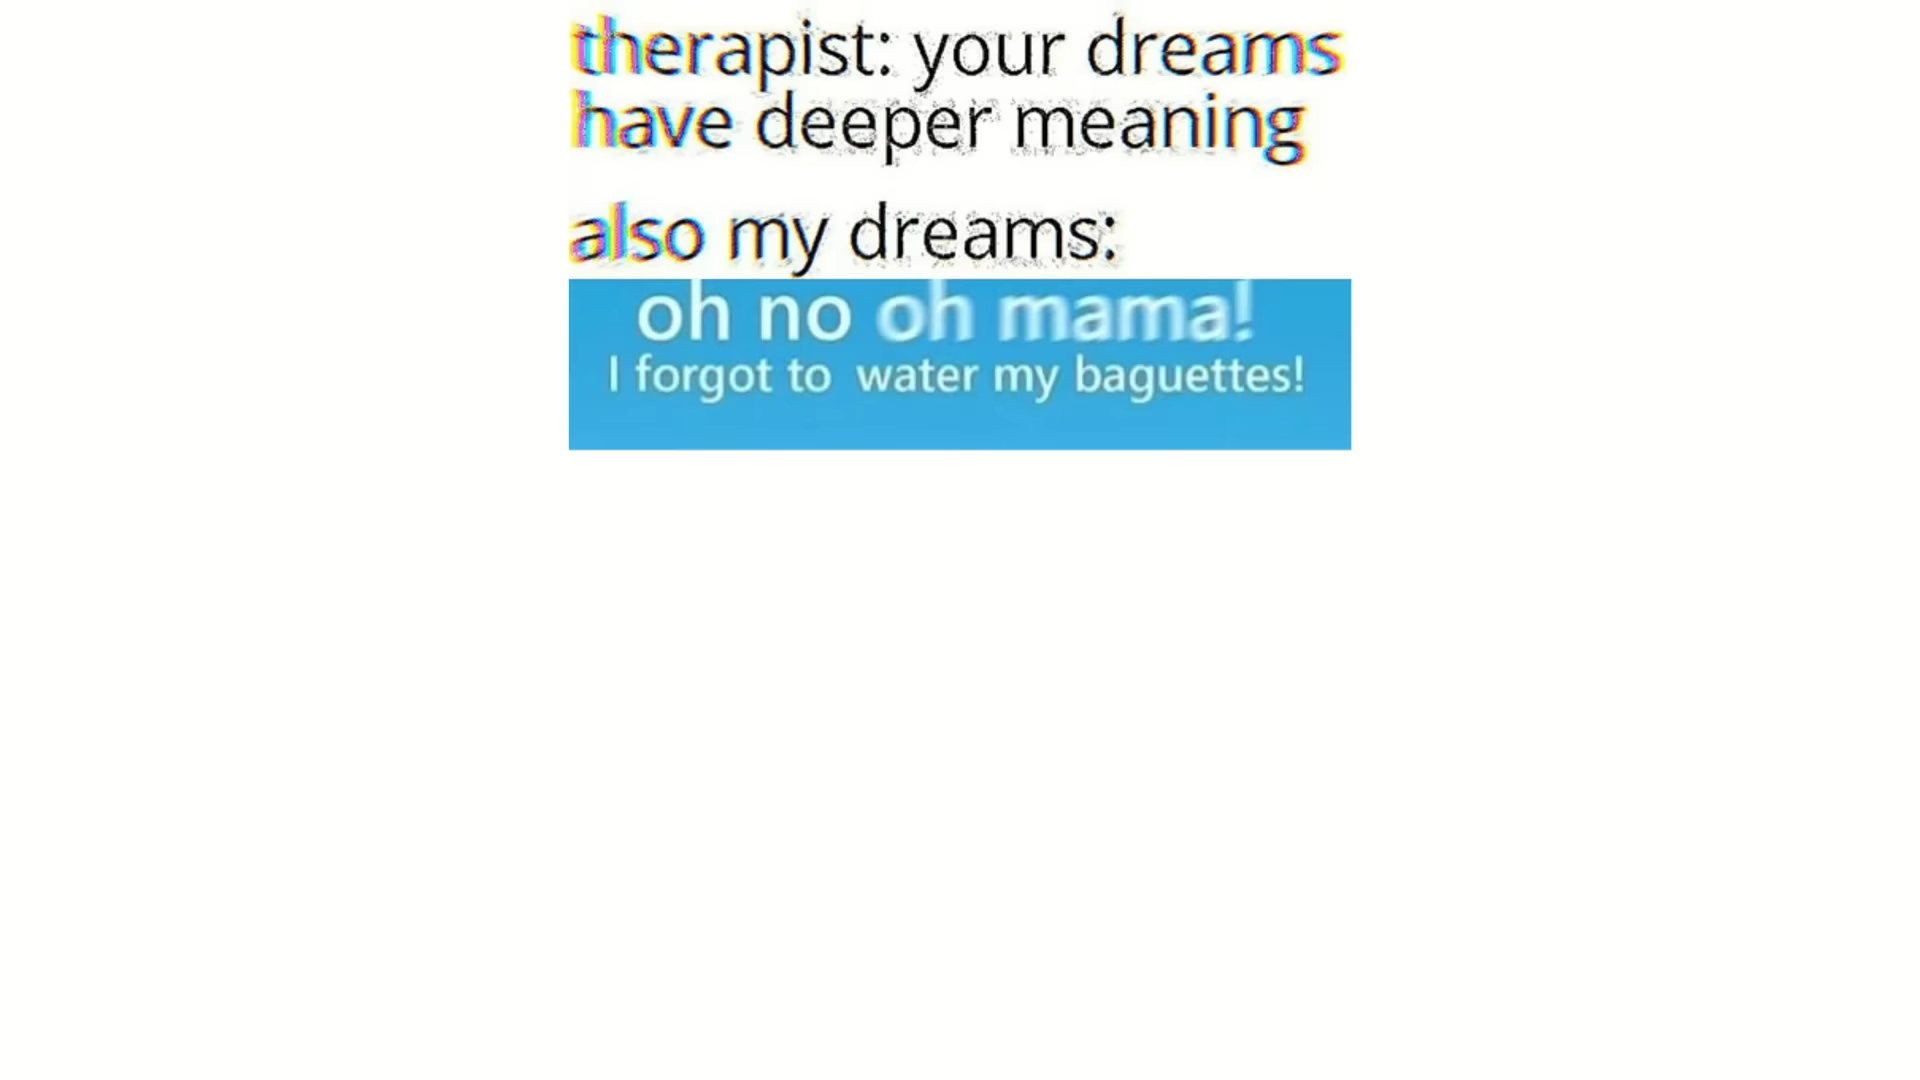 therapist: your dreams
have deeper meaning
also my dreams:
oh no oh mama!
I forgot to water my baguettes!